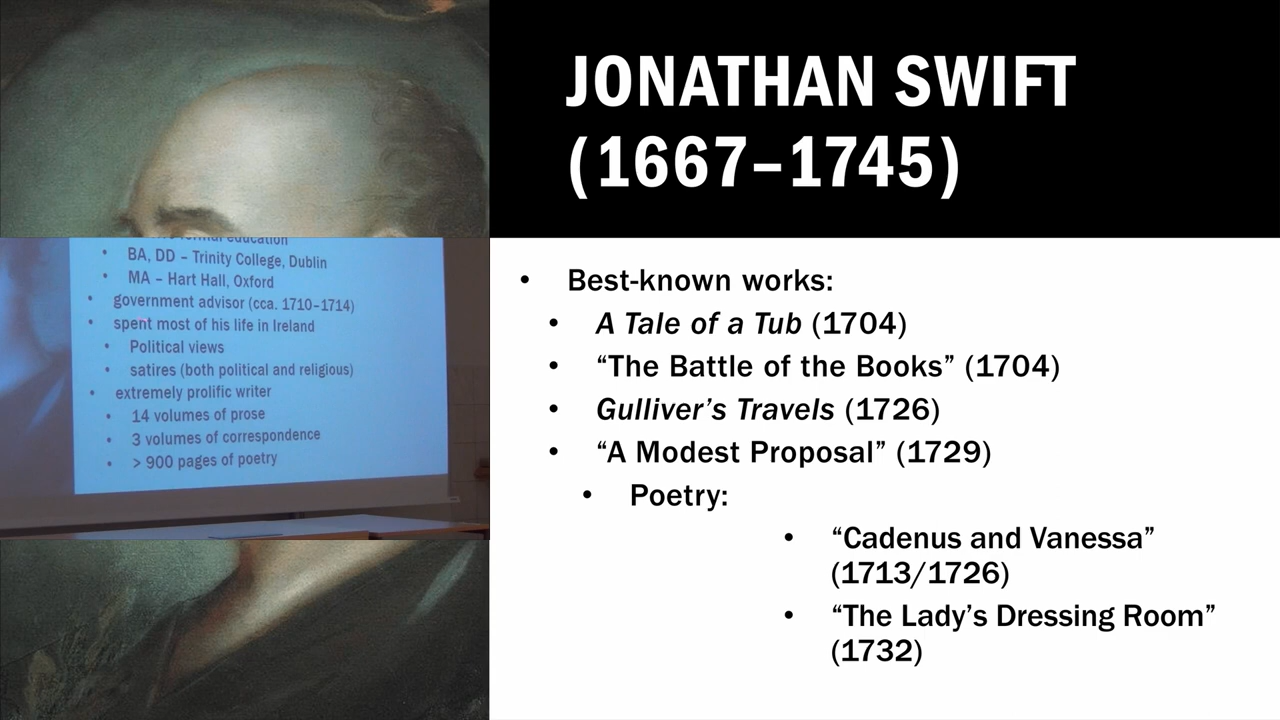 JONATHAN SWIFT
(1667–1745)
formal education
• BA, DD – Trinity College, Dublin
• MA – Hart Hall, Oxford
• government advisor (cca. 1710–1714)
• spent most of his life in Ireland
• Political views
• satires (both political and religious)
• extremely prolific writer
• 14 volumes of prose
• 3 volumes of correspondence
• > 900 pages of poetry
• Best-known works:
• A Tale of a Tub (1704)
• “The Battle of the Books” (1704)
• Gulliver’s Travels (1726)
• “A Modest Proposal” (1729)
• Poetry:
• “Cadenus and Vanessa”
(1713/1726)
• “The Lady’s Dressing Room”
(1732)